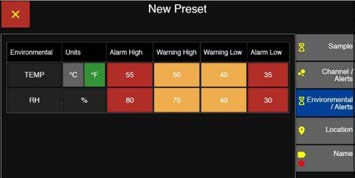 New Preset
Environmental Units Alarm High Warning High Warning Low Alarm Low
TEMP °C °F 55 50 40 35
RH % 80 70 40 30
Sample
Channel /
Alerts
Environmental
/ Alerts
Location
Name